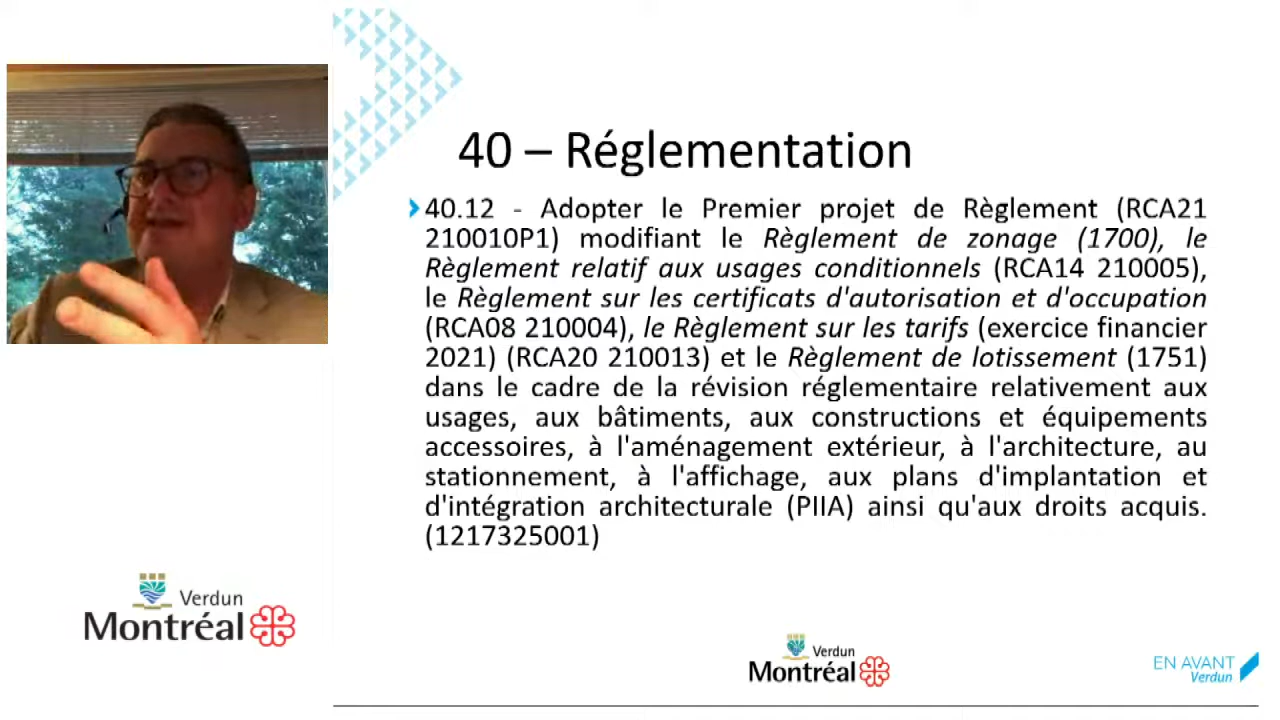 40 – Réglementation
40.12 - Adopter le Premier projet de Règlement (RCA21
210010P1) modifiant le Règlement de zonage (1700), le
Règlement relatif aux usages conditionnels (RCA14 210005),
le Règlement sur les certificats d'autorisation et d'occupation
(RCA08 210004), le Règlement sur les tarifs (exercice financier
2021) (RCA20 210013) et le Règlement de lotissement (1751)
dans le cadre de la révision réglementaire relativement aux
usages, aux bâtiments, aux constructions et équipements
accessoires, à l'aménagement extérieur, à l'architecture, au
stationnement, à l'affichage, aux plans d'implantation et
d'intégration architecturale (PIIA) ainsi qu'aux droits acquis.
(1217325001)
Verdun
Montréal
Verdun
Montréal
EN AVANT
Verdun